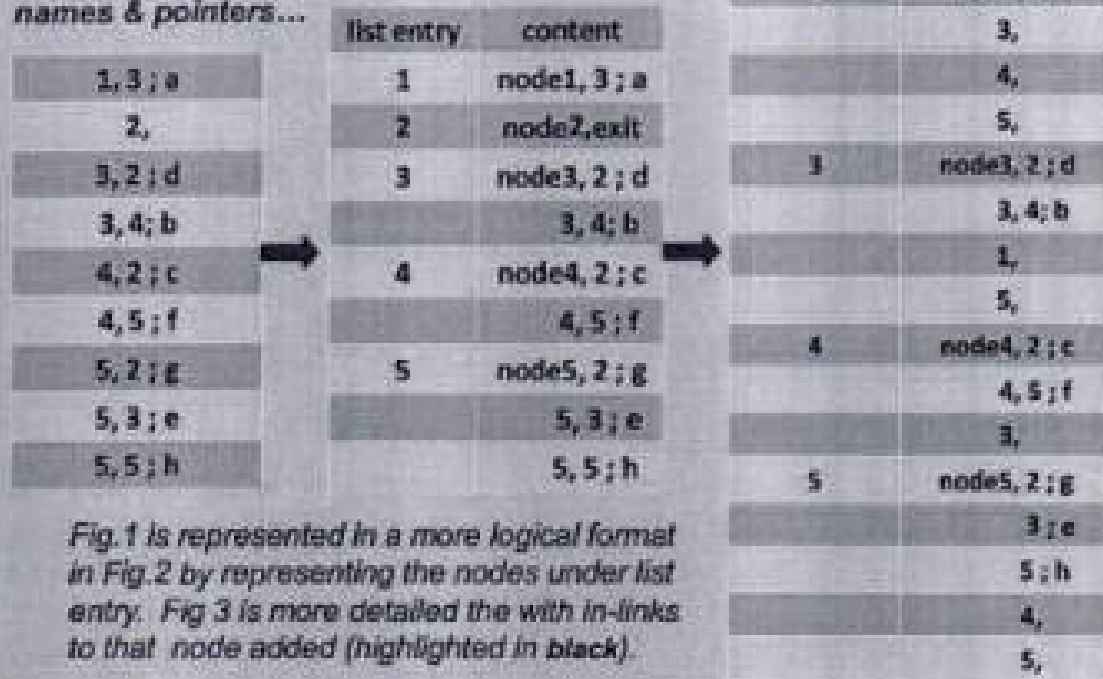 names & pointers...
1, 3 ; a
2,
3, 2 ; d
3, 4; b
4, 2 ; c
4, 5 ; f
5, 2 ; g
5, 3 ; e
5, 5 ; h
list entry content
1 node1, 3 ; a
2 node2,exit
3 node3, 2 ; d
3, 4; b
4 node4, 2 ; c
4, 5 ; f
5 node5, 2 ; g
5, 3 ; e
5, 5 ; h
3,
4,
5,
3 node3, 2 ; d
3, 4; b
1,
5,
4 node4, 2 ; c
4, 5 ; f
3,
5 node5, 2 ; g
3 ; e
5 ; h
4,
5,
Fig.1 is represented in a more logical format
in Fig.2 by representing the nodes under list
entry. Fig 3 is more detailed the with in-links
to that node added (highlighted in black).